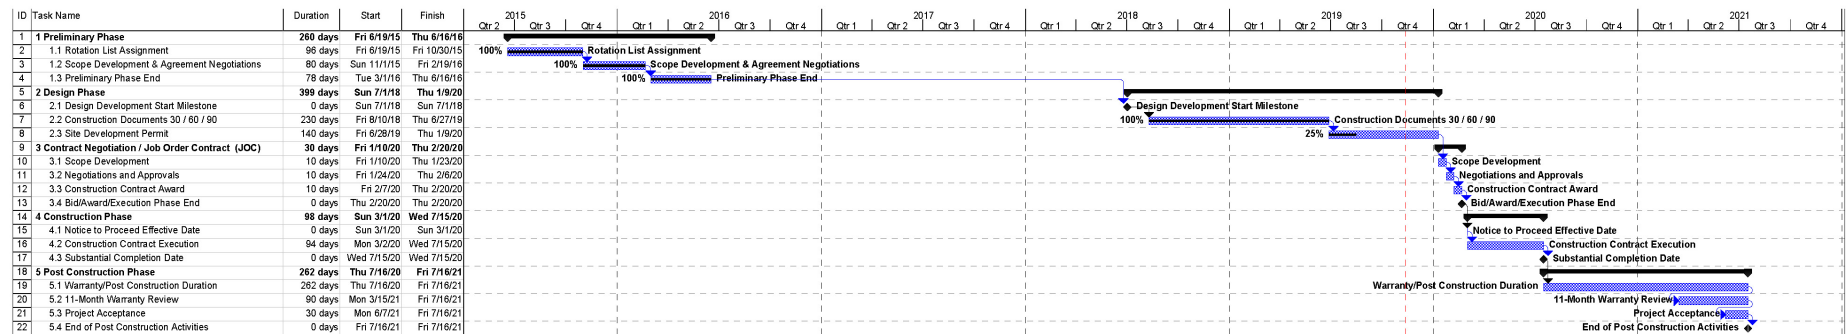 ID Task Name Duration Start Finish 2015 2016 2017 2018 2019 2020 2021
Qtr 2 Qtr 3 Qtr 4 Qtr 1 Qtr 2 Qtr 3 Qtr 4 Qtr 1 Qtr 2 Qtr 3 Qtr 4 Qtr 1 Qtr 2 Qtr 3 Qtr 4 Qtr 1 Qtr 2 Qtr 3 Qtr 4 Qtr 1 Qtr 2 Qtr 3 Qtr 4 Qtr 1 Qtr 2 Qtr 3 Qtr 4
1 1 Preliminary Phase 260 days Fri 6/19/15 Thu 6/16/16
2 1.1 Rotation List Assignment 96 days Fri 6/19/15 Fri 10/30/15 100% Rotation List Assignment
3 1.2 Scope Development & Agreement Negotiations 80 days Sun 11/1/15 Fri 2/19/16 100% Scope Development & Agreement Negotiations
4 1.3 Preliminary Phase End 78 days Tue 3/1/16 Thu 6/16/16 100% Preliminary Phase End
5 2 Design Phase 399 days Sun 7/1/18 Thu 1/9/20
6 2.1 Design Development Start Milestone 0 days Sun 7/1/18 Sun 7/1/18 Design Development Start Milestone
7 2.2 Construction Documents 30 / 60 / 90 230 days Fri 8/10/18 Thu 6/27/19 100% Construction Documents 30 / 60 / 90
8 2.3 Site Development Permit 140 days Fri 6/28/19 Thu 1/9/20 25%
9 3 Contract Negotiation / Job Order Contract (JOC) 30 days Fri 1/10/20 Thu 2/20/20
10 3.1 Scope Development 10 days Fri 1/10/20 Thu 1/23/20 Scope Development
11 3.2 Negotiations and Approvals 10 days Fri 1/24/20 Thu 2/6/20 Negotiations and Approvals
12 3.3 Construction Contract Award 10 days Fri 2/7/20 Thu 2/20/20 Construction Contract Award
13 3.4 Bid/Award/Execution Phase End 0 days Thu 2/20/20 Thu 2/20/20 Bid/Award/Execution Phase End
14 4 Construction Phase 98 days Sun 3/1/20 Wed 7/15/20
15 4.1 Notice to Proceed Effective Date 0 days Sun 3/1/20 Sun 3/1/20 Notice to Proceed Effective Date
16 4.2 Construction Contract Execution 94 days Mon 3/2/20 Wed 7/15/20 Construction Contract Execution
17 4.3 Substantial Completion Date 0 days Wed 7/15/20 Wed 7/15/20 Substantial Completion Date
18 5 Post Construction Phase 262 days Thu 7/16/20 Fri 7/16/21
19 5.1 Warranty/Post Construction Duration 262 days Thu 7/16/20 Fri 7/16/21 Warranty/Post Construction Duration
20 5.2 11-Month Warranty Review 90 days Mon 3/15/21 Fri 7/16/21 11-Month Warranty Review
21 5.3 Project Acceptance 30 days Mon 6/7/21 Fri 7/16/21 Project Acceptance
22 5.4 End of Post Construction Activities 0 days Fri 7/16/21 Fri 7/16/21 End of Post Construction Activities